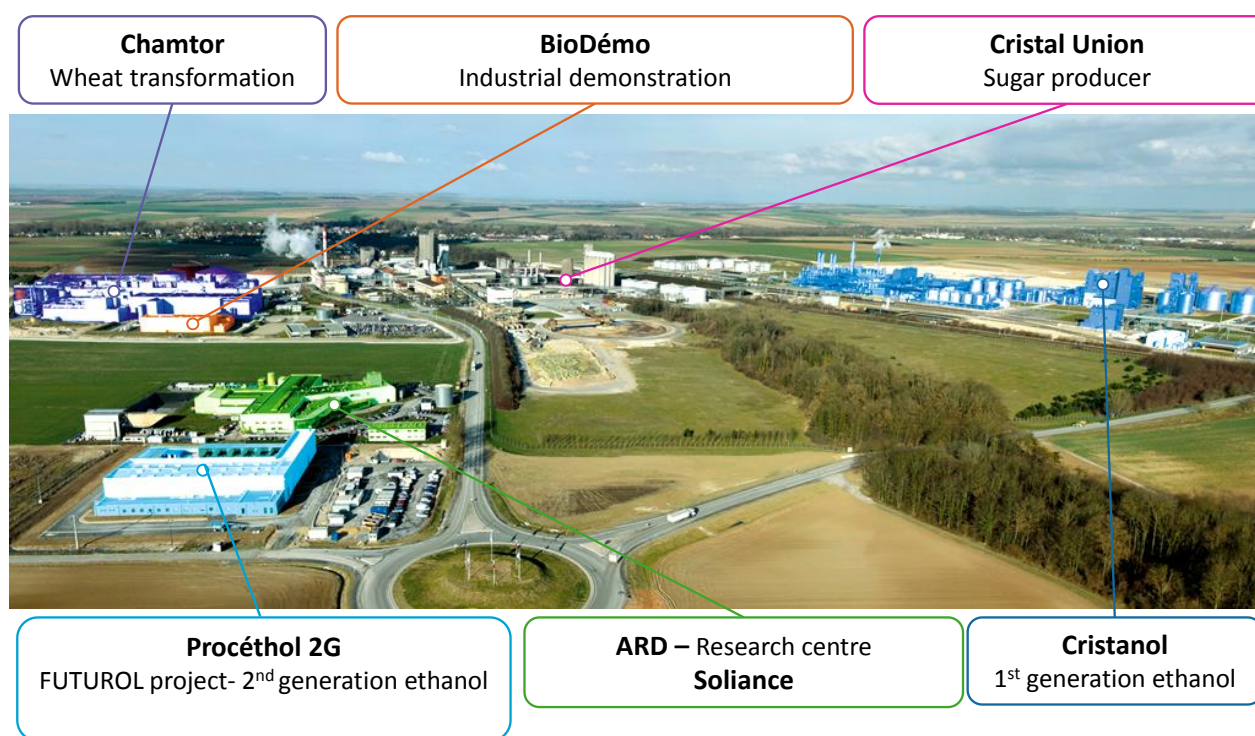 Chamtor
Wheat transformation
BioDémo
Industrial demonstration
Cristal Union
Sugar producer
Procéthol 2G
FUTUROL project- 2nd generation ethanol
ARD – Research centre
Soliance
Cristanol
1st generation ethanol